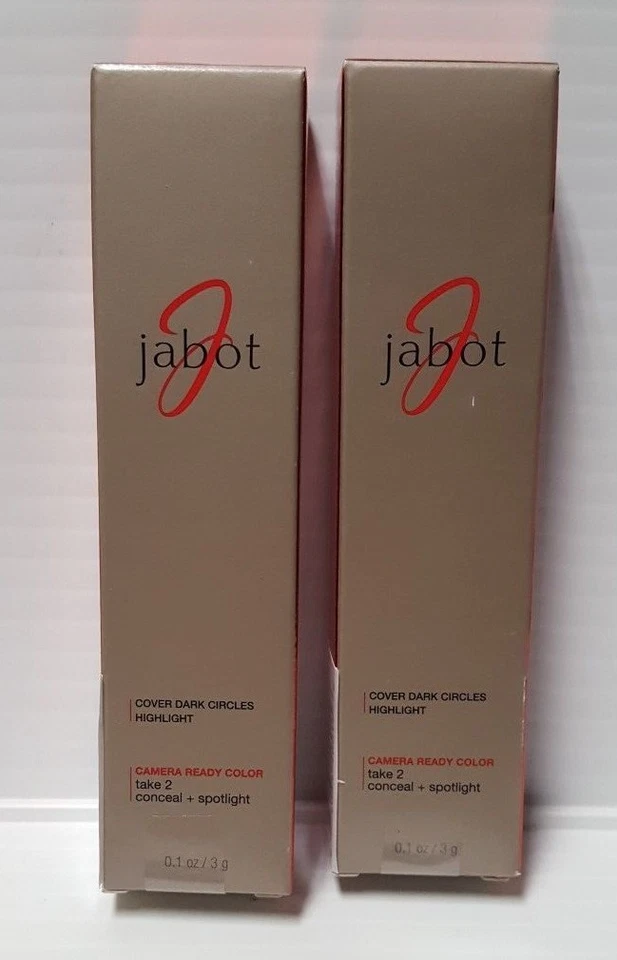 jabot
COVER DARK CIRCLES
HIGHLIGHT
CAMERA READY COLOR
take 2
conceal + spotlight
0.1 oz / 3 g
jabot
COVER DARK CIRCLES
HIGHLIGHT
CAMERA READY COLOR
take 2
conceal + spotlight
0.1 oz / 3 g